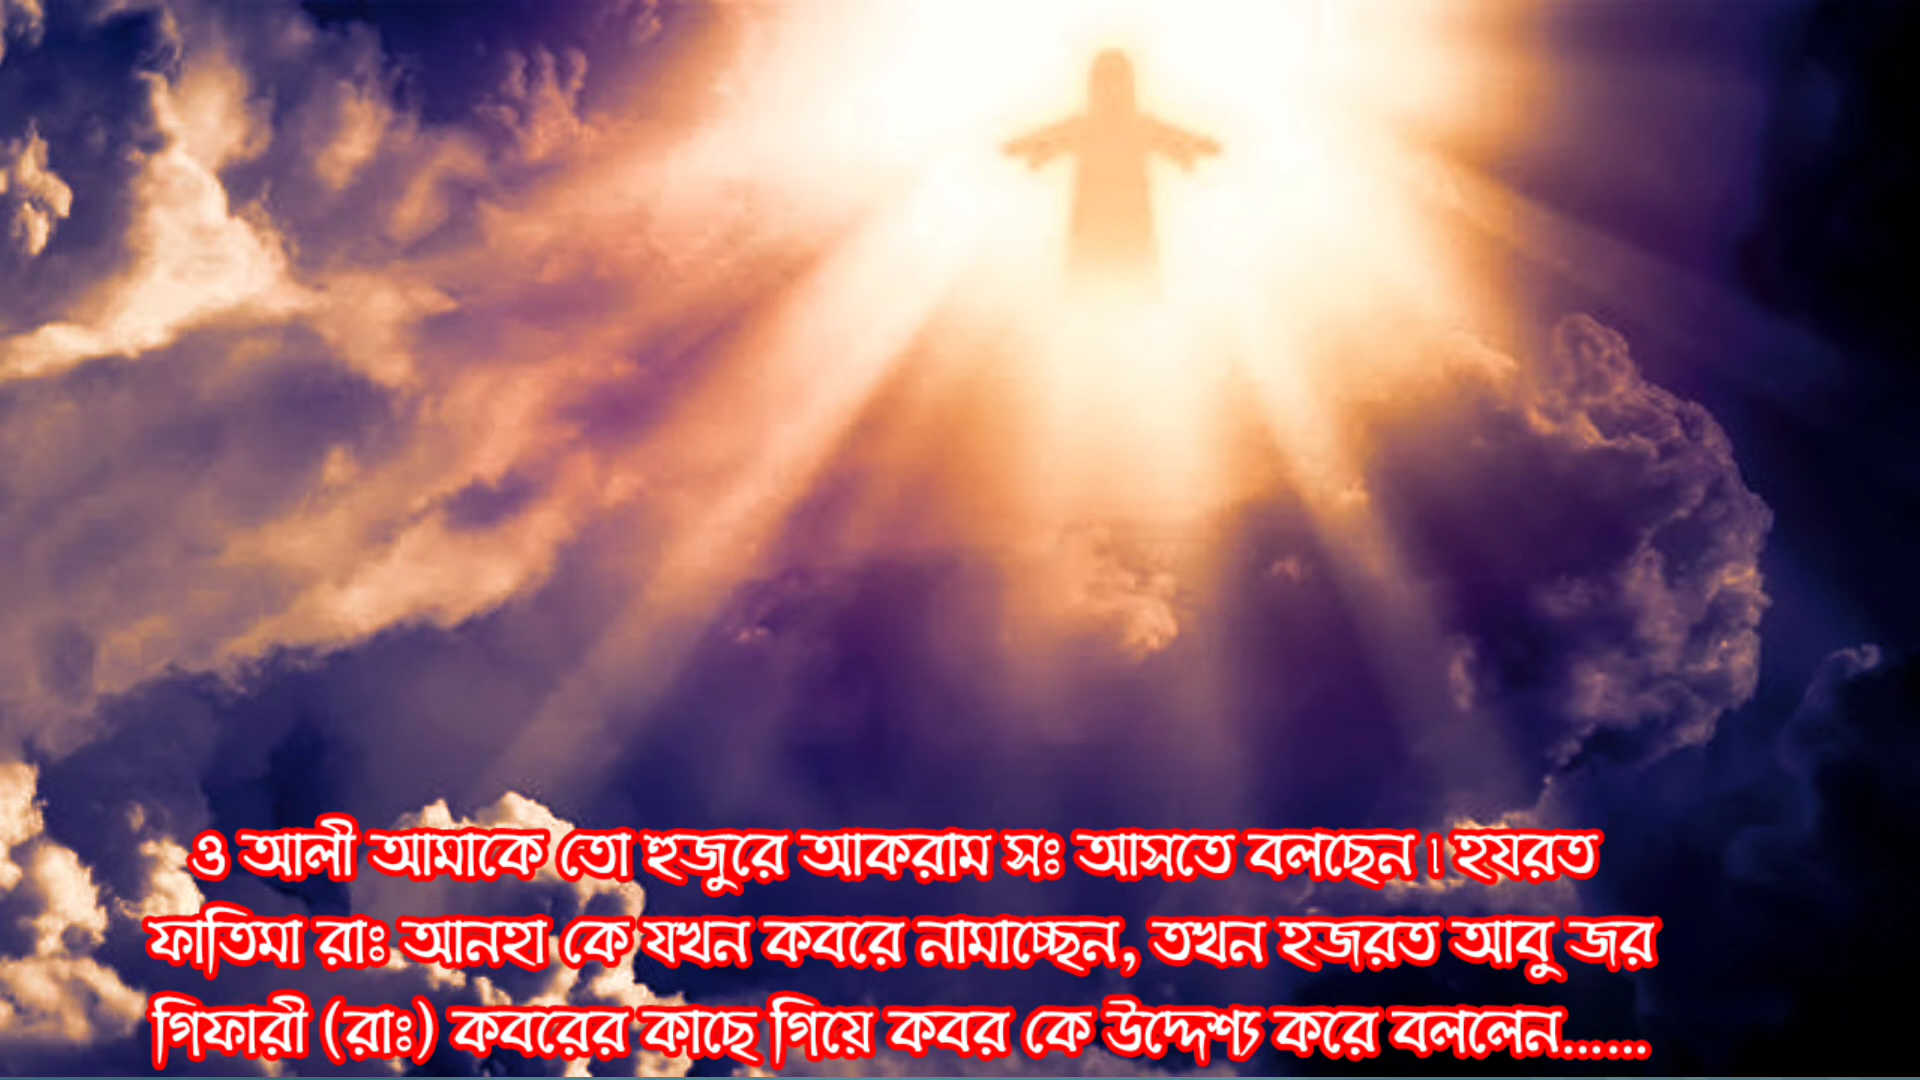 ও আলী আমাকে তো হুজুরে আকরাম সঃ আসতে বলছেন। হযরত
ফাতিমা রাঃ আনহা কে যখন কবরে নামাচ্ছেন, তখন হজরত আবু জর
গিফারী (রাঃ) কবরের কাছে গিয়ে কবর কে উদ্দেশ্য করে বললেন......